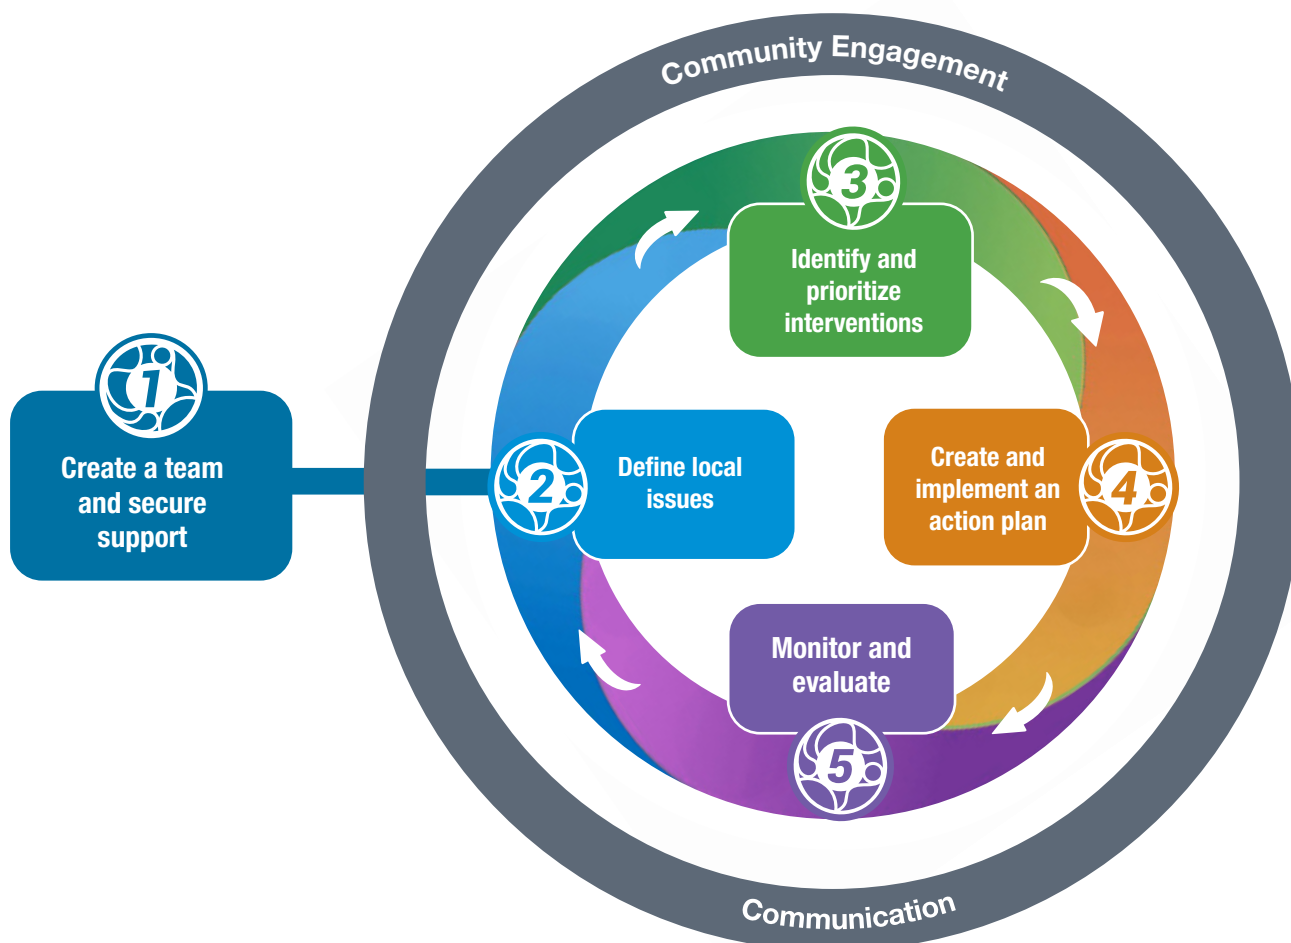 Community Engagement
1
Create a team
and secure
support
2
Define local
issues
3
Identify and
prioritize
interventions
4
Create and
implement an
action plan
5
Monitor and
evaluate
Communication